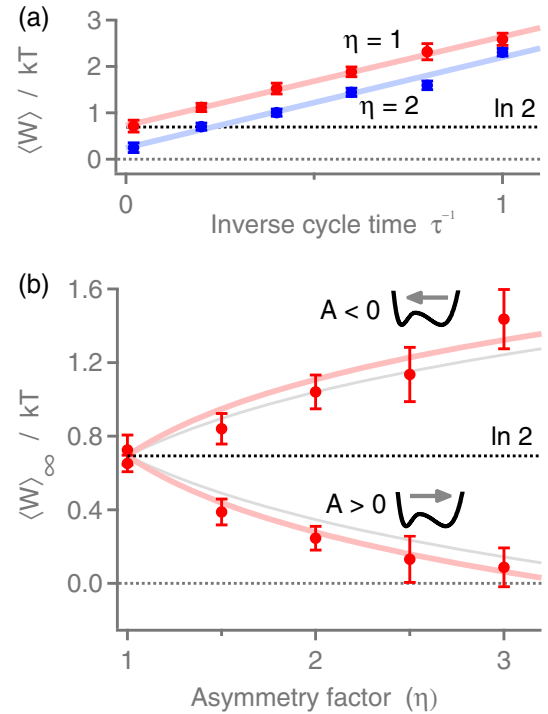 (a)
3
2
1
0
⟨W⟩ / kT
η = 1
η = 2
ln 2
0
1
Inverse cycle time τ⁻¹
(b)
1.6
1.2
0.8
0.4
0.0
⟨W⟩∞ / kT
A < 0
ln 2
A > 0
1
2
3
Asymmetry factor (η)